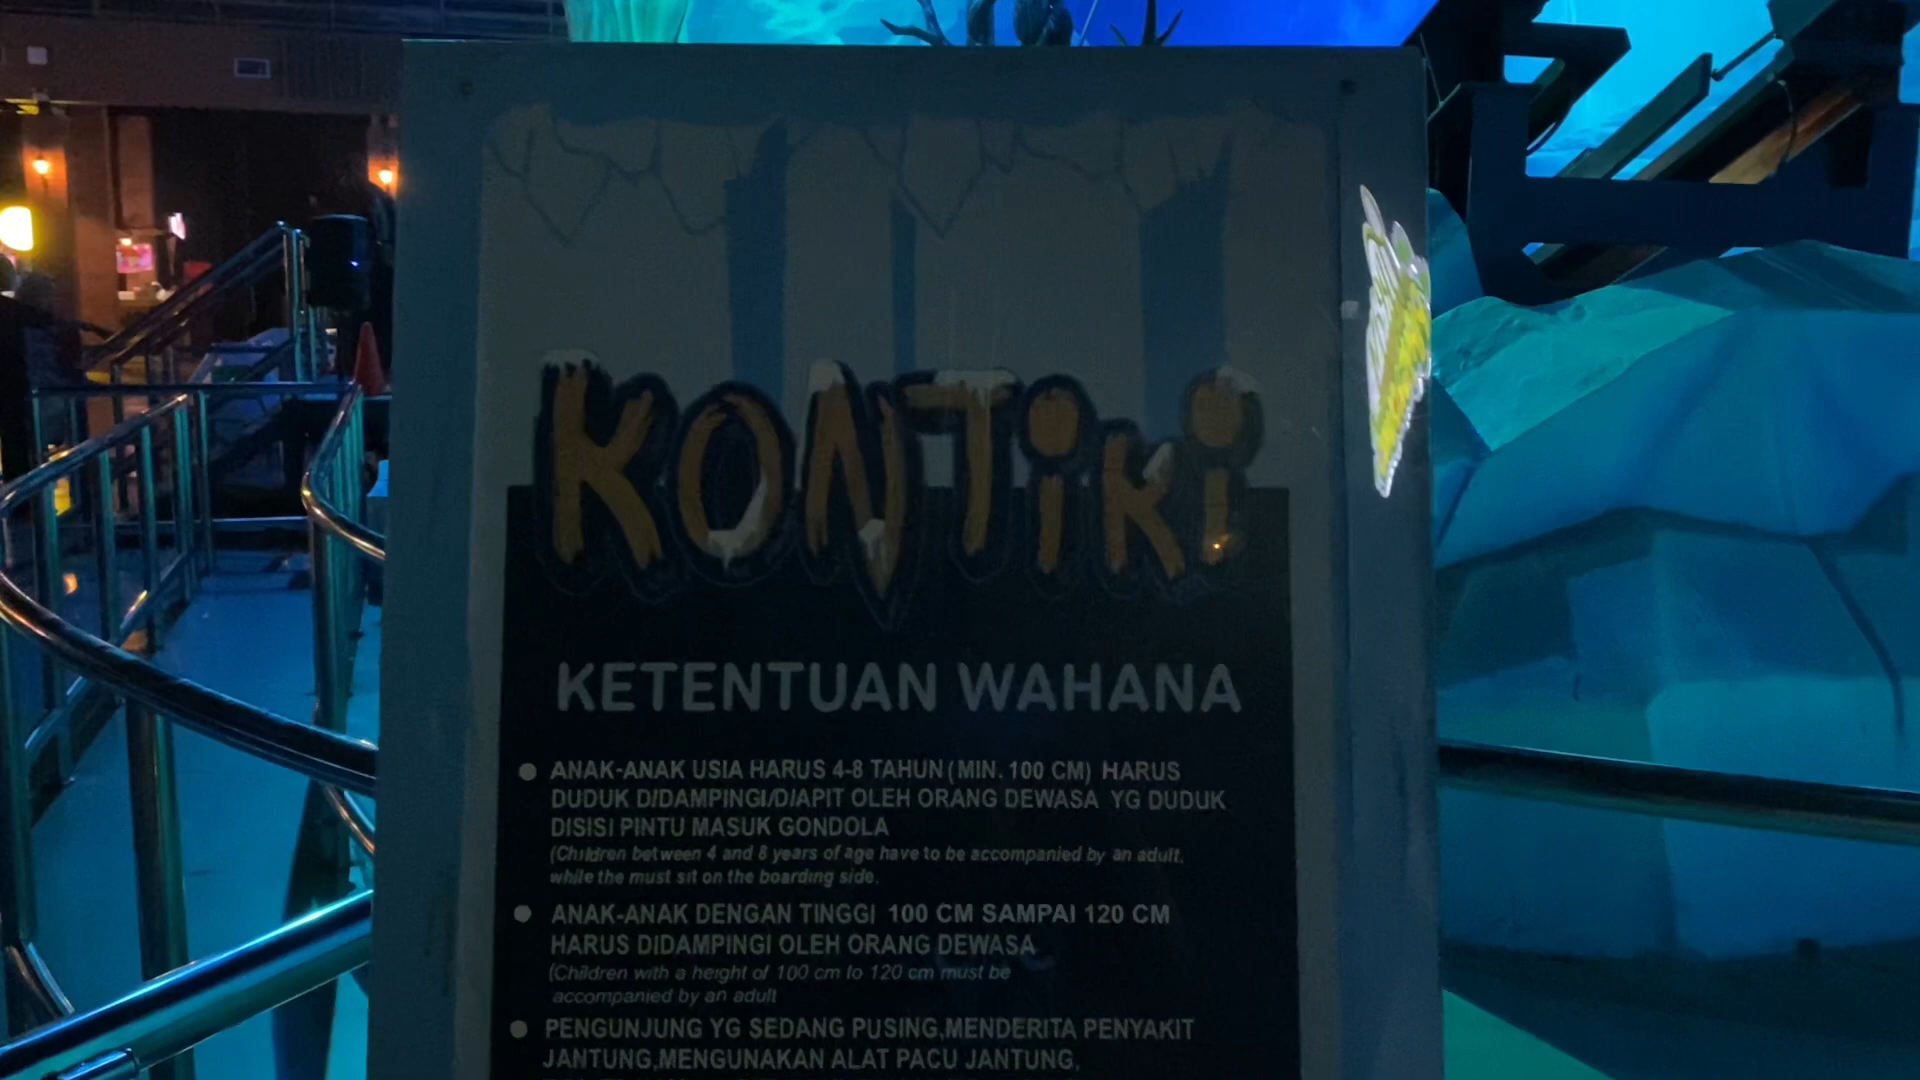 KONTiKi
KETENTUAN WAHANA
ANAK-ANAK USIA HARUS 4-8 TAHUN (MIN. 100 CM) HARUS
DUDUK DIDAMPINGI/DIAPIT OLEH ORANG DEWASA YG DUDUK
DISISI PINTU MASUK GONDOLA
(Children between 4 and 8 years of age have to be accompanied by an adult,
while the must sit on the boarding side.
ANAK-ANAK DENGAN TINGGI 100 CM SAMPAI 120 CM
HARUS DIDAMPINGI OLEH ORANG DEWASA
(Children with a height of 100 cm to 120 cm must be
accompanied by an adult
PENGUNJUNG YG SEDANG PUSING,MENDERITA PENYAKIT
JANTUNG,MENGUNAKAN ALAT PACU JANTUNG,